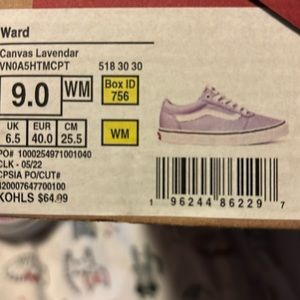 Ward
Canvas Lavendar
VN0A5HTMCPT 518 30 30
9.0 WM Box ID 756
UK EUR CM
6.5 40.0 25.5 WM
PO# 1000254971001040
CLK - 05/22
CPSIA PO/CUT#
420007647700100
KOHLS $64.99
1 96244 86229 7